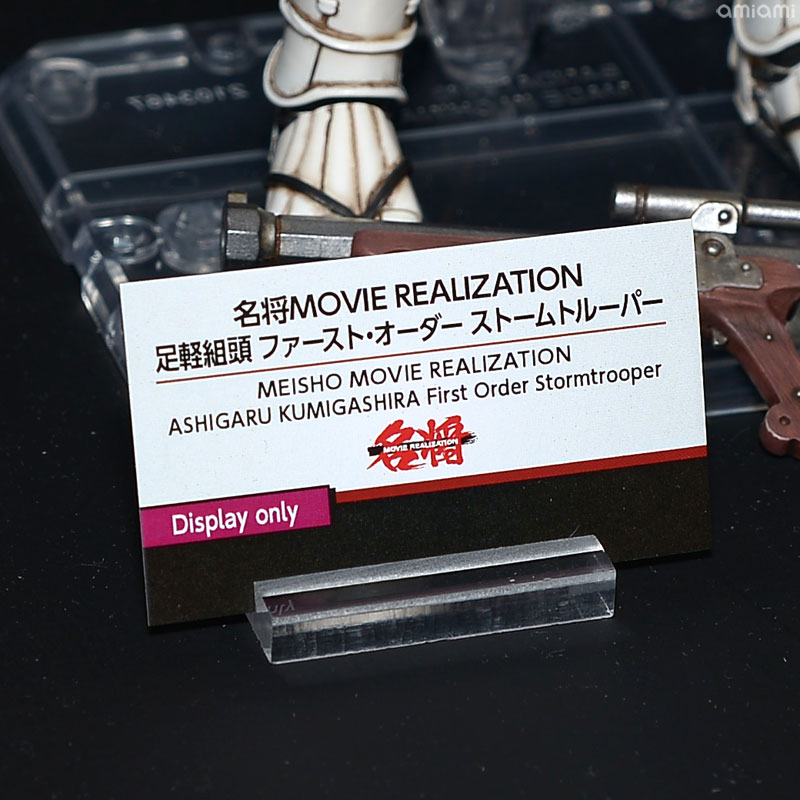 amiami
名将MOVIE REALIZATION
足軽組頭 ファースト・オーダー ストームトルーパー
MEISHO MOVIE REALIZATION
ASHIGARU KUMIGASHIRA First Order Stormtrooper
名将
MOVIE REALIZATION
Display only